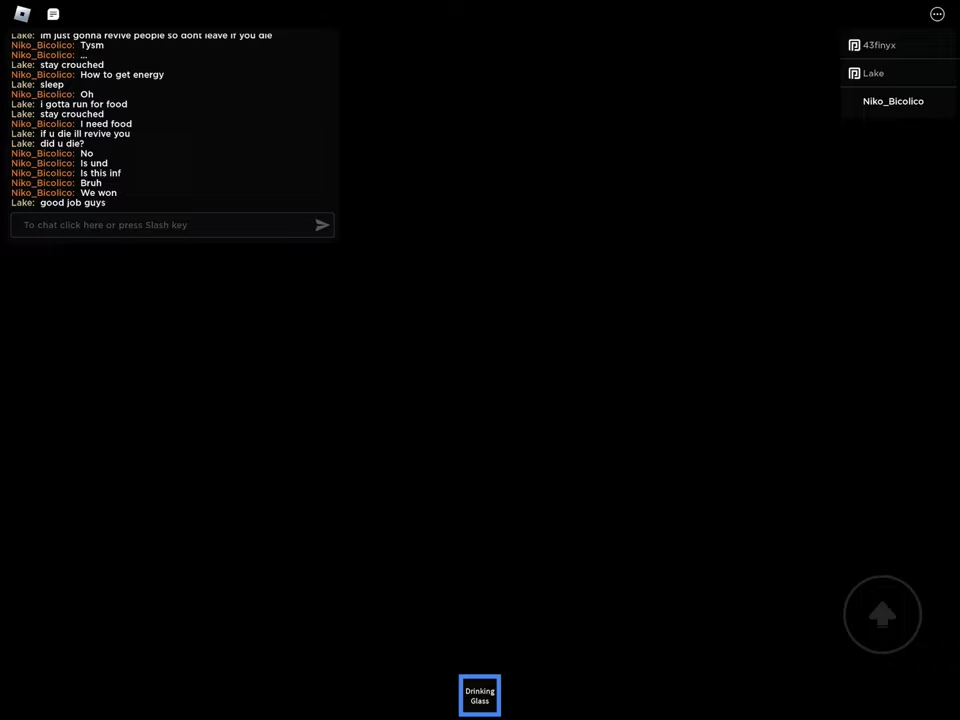 Lake: im just gonna revive people so dont leave if you die
Niko_Bicolico: Tysm
Niko_Bicolico: ...
Lake: stay crouched
Niko_Bicolico: How to get energy
Lake: sleep
Niko_Bicolico: Oh
Lake: i gotta run for food
Lake: stay crouched
Niko_Bicolico: I need food
Lake: if u die ill revive you
Lake: did u die?
Niko_Bicolico: No
Niko_Bicolico: Is und
Niko_Bicolico: Is this inf
Niko_Bicolico: Bruh
Niko_Bicolico: We won
Lake: good job guys
To chat click here or press Slash key
43finyx
Lake
Niko_Bicolico
Drinking
Glass